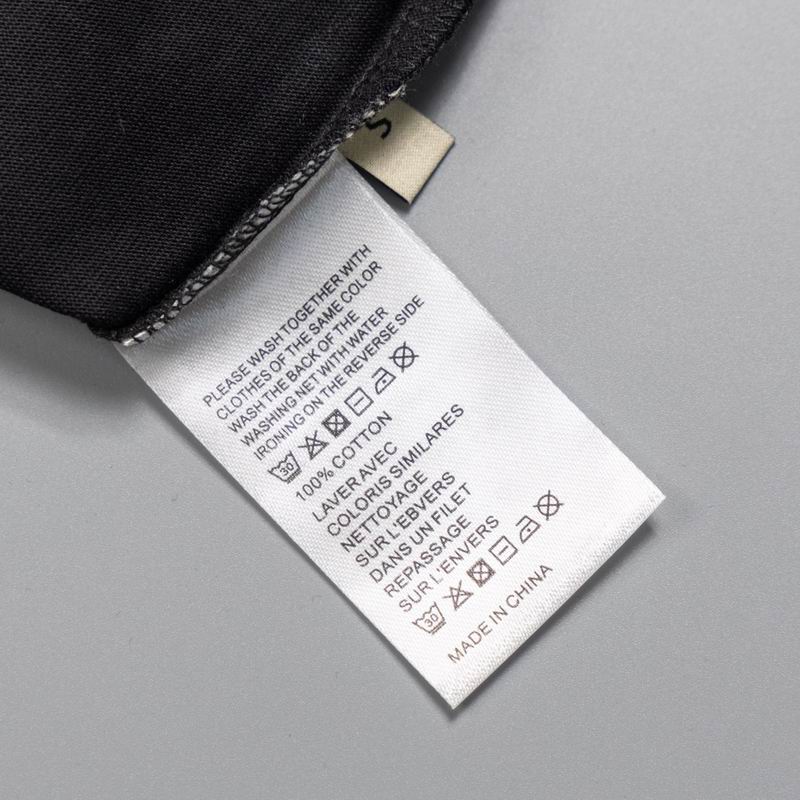 S
PLEASE WASH TOGETHER WITH
CLOTHES OF THE SAME COLOR
WASH THE BACK OF THE
WASHING NET WITH WATER
IRONING ON THE REVERSE SIDE
30
100% COTTON
LAVER AVEC
COLORIS SIMILARES
NETTOYAGE
SUR L'EBVERS
DANS UN FILET
REPASSAGE
SUR L'ENVERS
30
MADE IN CHINA